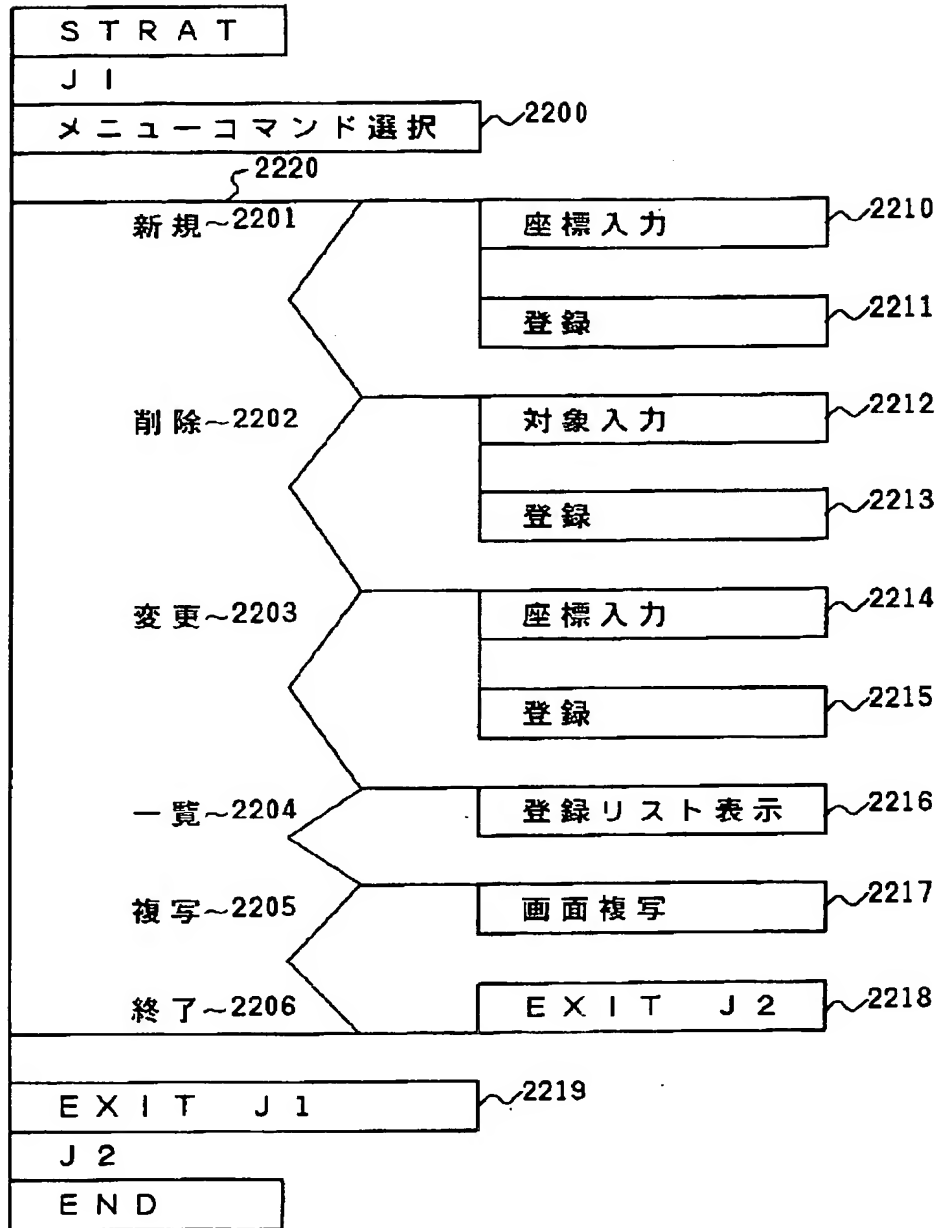 STRAT
J1
メニューコマンド選択 ～2200
2220
新規～2201 座標入力 ～2210
登録 ～2211
削除～2202 対象入力 ～2212
登録 ～2213
変更～2203 座標入力 ～2214
登録 ～2215
一覧～2204 登録リスト表示 ～2216
複写～2205 画面複写 ～2217
終了～2206 EXIT J2 ～2218
EXIT J1 ～2219
J2
END